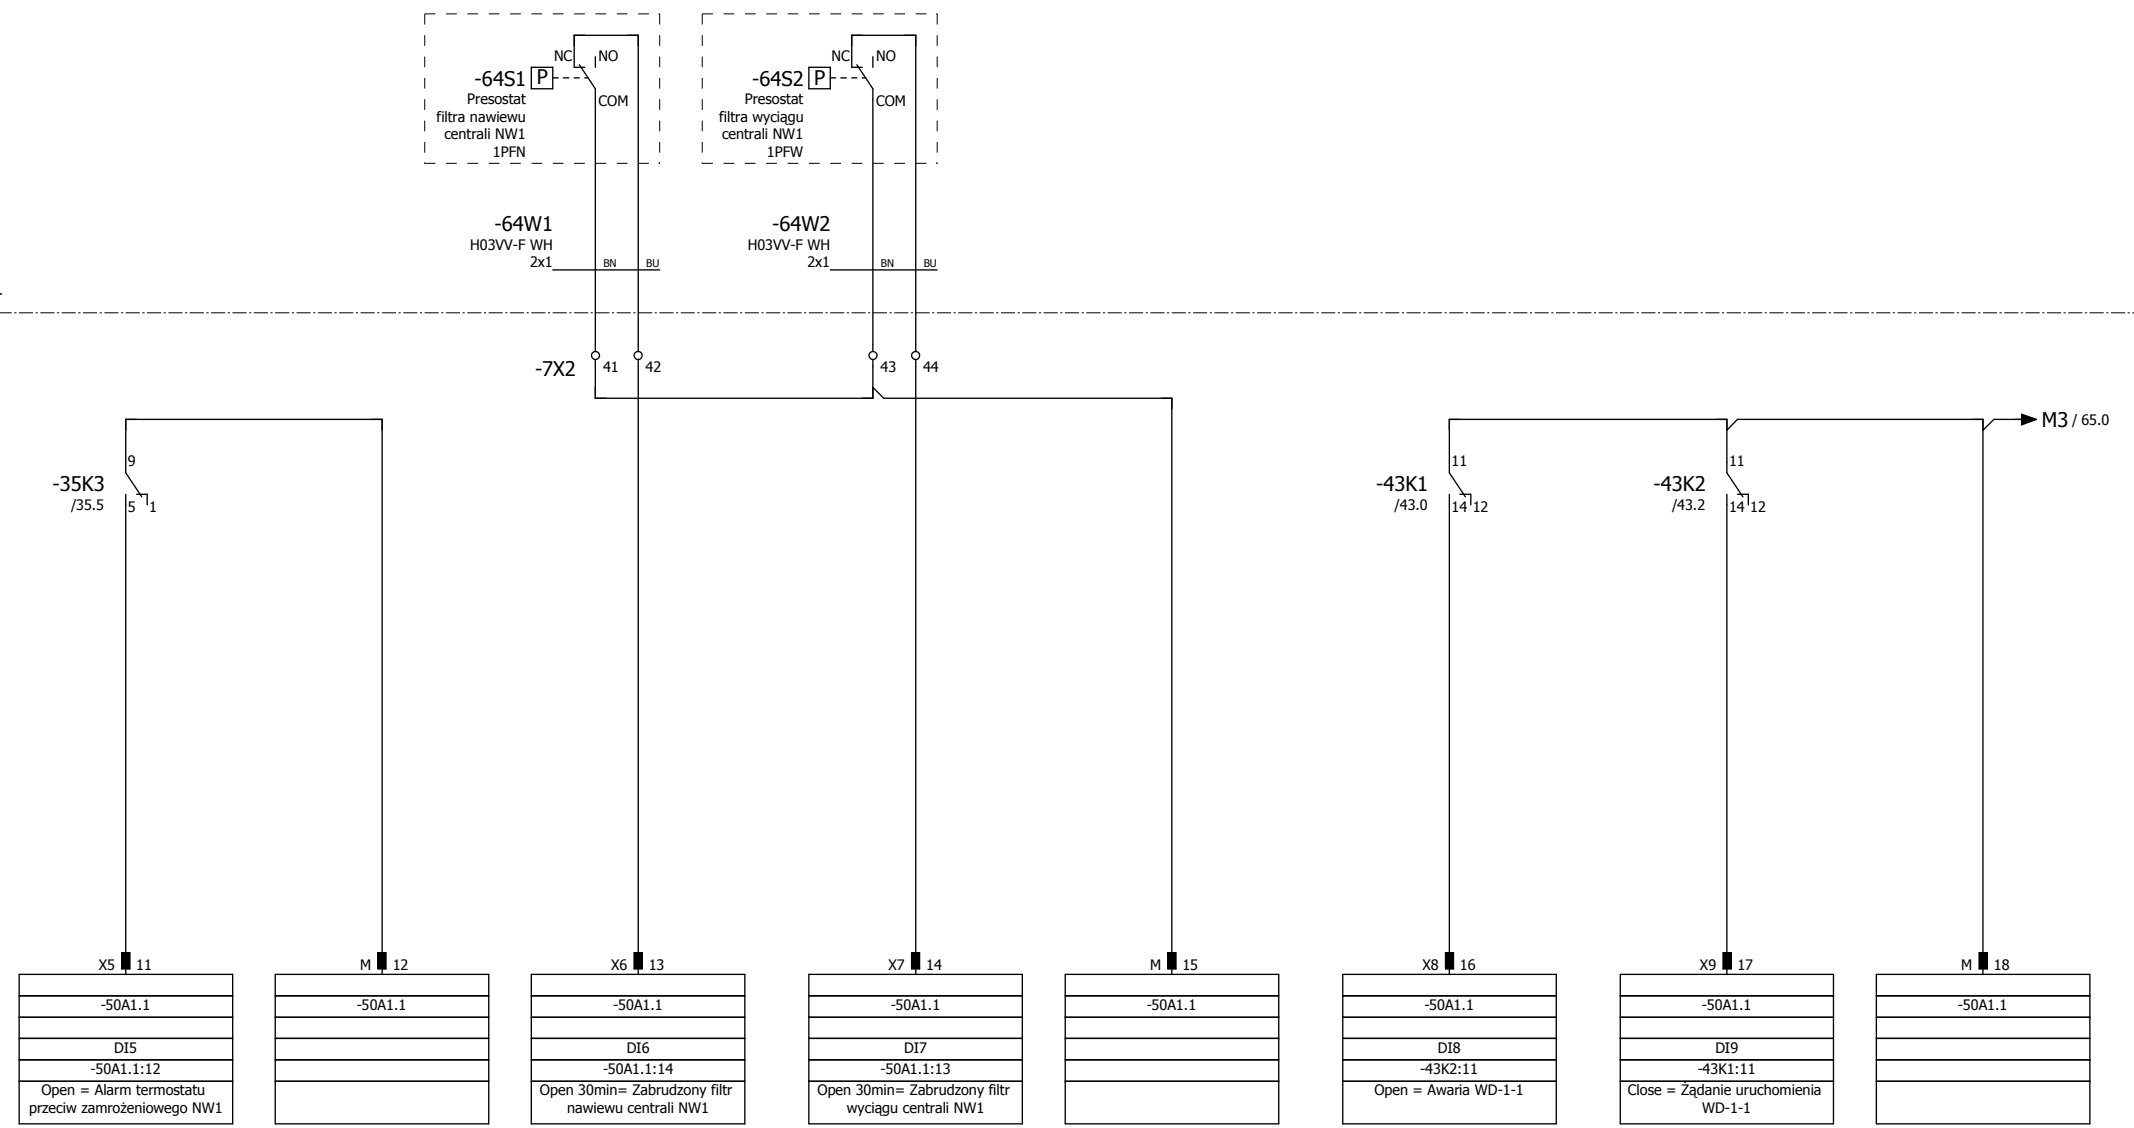 NC
NO
-64S1
P
COM
Presostat
filtra nawiewu
centrali NW1
1PFN
NC
NO
-64S2
P
COM
Presostat
filtra wyciągu
centrali NW1
1PFW
-64W1
H03VV-F WH
2x1
BN
BU
-64W2
H03VV-F WH
2x1
BN
BU
-7X2
41
42
43
44
M3 / 65.0
-35K3
/35.5
9
5
1
-43K1
/43.0
11
14
12
-43K2
/43.2
11
14
12
X5
11
M
12
X6
13
X7
14
M
15
X8
16
X9
17
M
18
-50A1.1
DI5
-50A1.1:12
Open = Alarm termostatu
przeciw zamrożeniowego NW1
-50A1.1
-50A1.1
DI6
-50A1.1:14
Open 30min= Zabrudzony filtr
nawiewu centrali NW1
-50A1.1
DI7
-50A1.1:13
Open 30min= Zabrudzony filtr
wyciągu centrali NW1
-50A1.1
-50A1.1
DI8
-43K2:11
Open = Awaria WD-1-1
-50A1.1
DI9
-43K1:11
Close = Żądanie uruchomienia
WD-1-1
-50A1.1